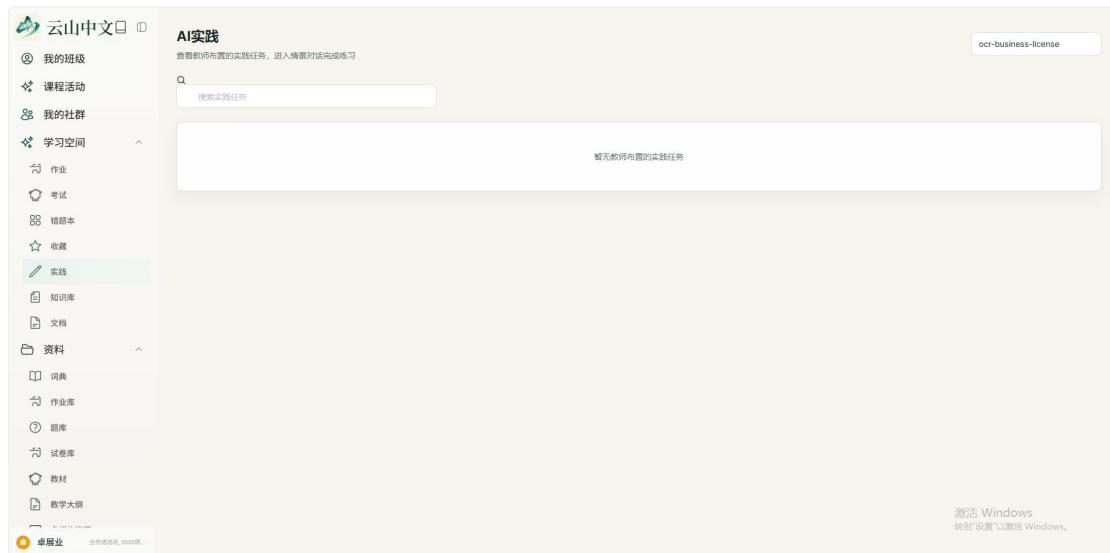 云山中文
我的班级
课程活动
我的社群
学习空间
作业
考试
错题本
收藏
实践
知识库
文档
资料
词典
作业库
题库
试卷库
教材
教学大纲
卓展业
AI实践
查看教师布置的实践任务，进入情景对话完成练习
ocr-business-license
搜索实践任务
暂无教师布置的实践任务
激活 Windows
转到"设置"以激活 Windows。